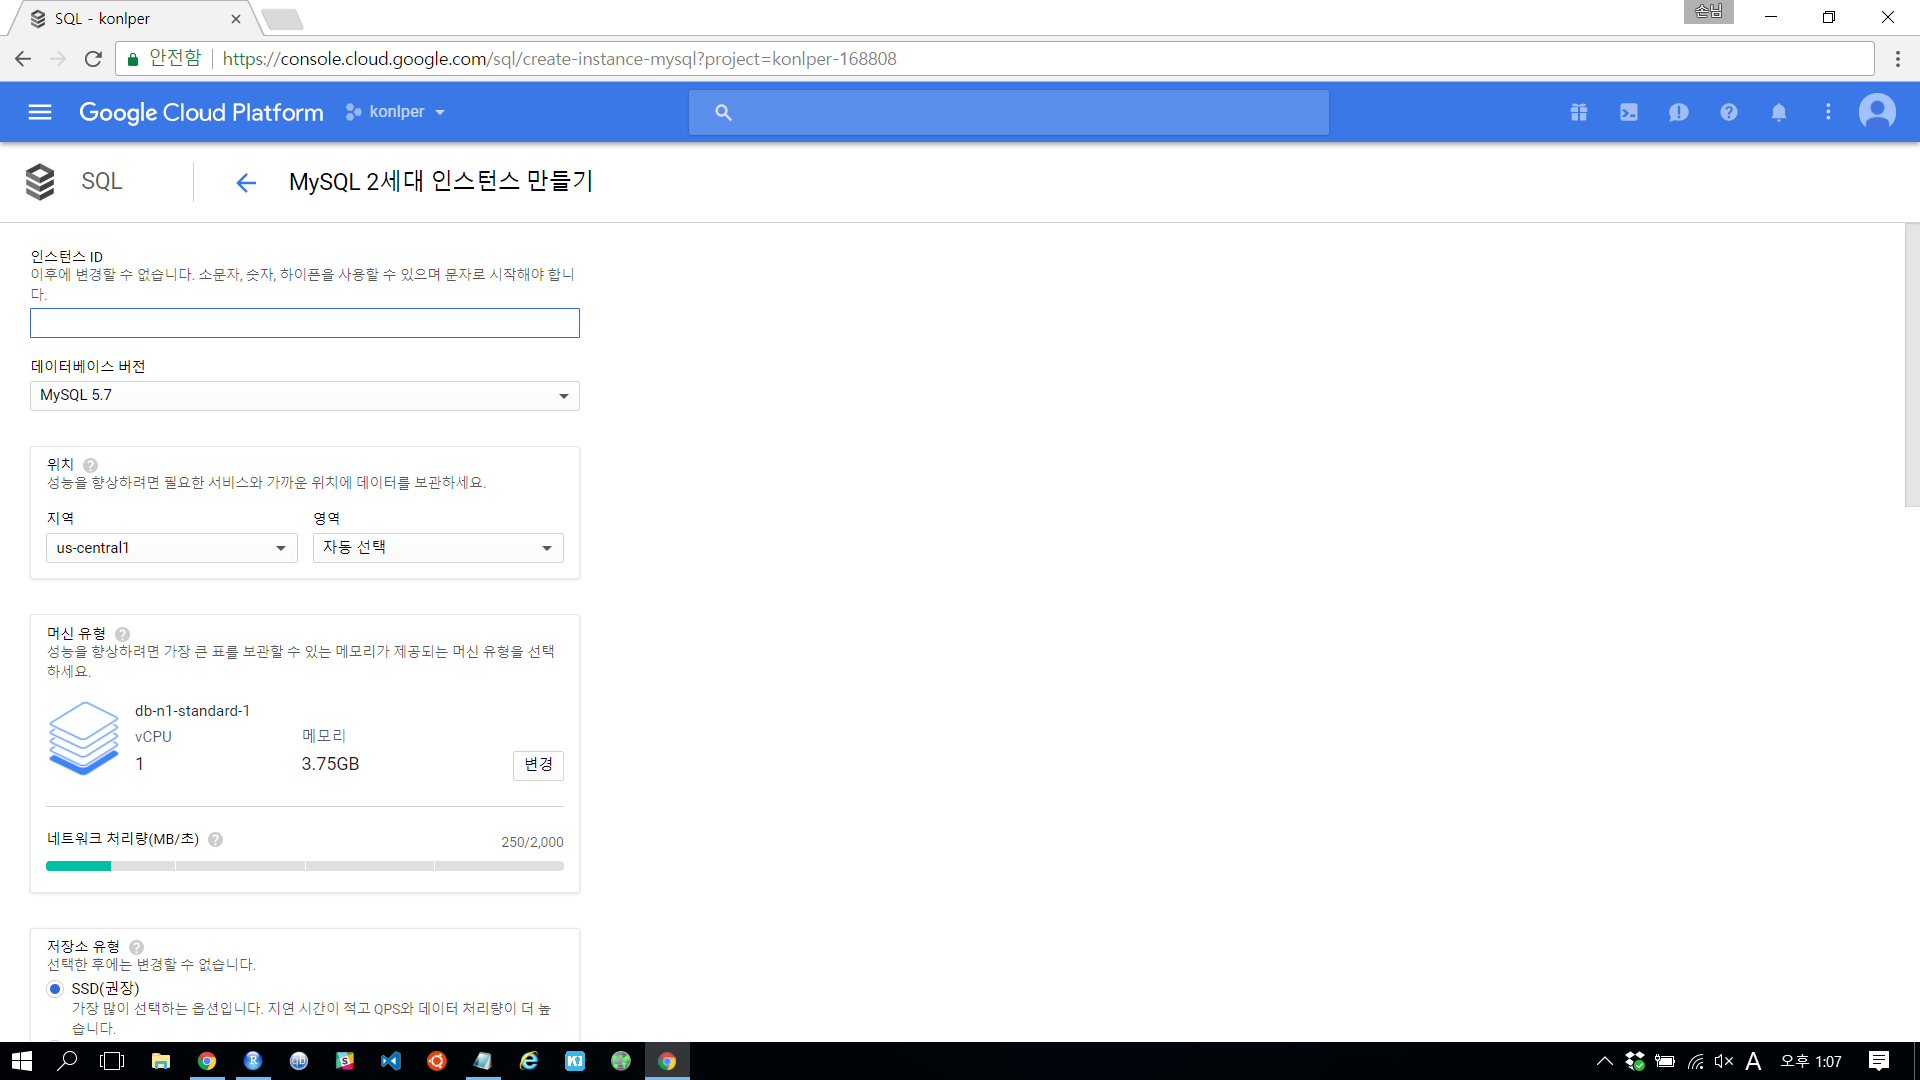 SQL - konlper
손님
안전함
https://console.cloud.google.com/sql/create-instance-mysql?project=konlper-168808
Google Cloud Platform
konlper
SQL
MySQL 2세대 인스턴스 만들기
인스턴스 ID
이후에 변경할 수 없습니다. 소문자, 숫자, 하이픈을 사용할 수 있으며 문자로 시작해야 합니
다.
데이터베이스 버전
MySQL 5.7
위치
성능을 향상하려면 필요한 서비스와 가까운 위치에 데이터를 보관하세요.
지역
영역
us-central1
자동 선택
머신 유형
성능을 향상하려면 가장 큰 표를 보관할 수 있는 메모리가 제공되는 머신 유형을 선택
하세요.
db-n1-standard-1
vCPU
메모리
1
3.75GB
변경
네트워크 처리량(MB/초)
250/2,000
저장소 유형
선택한 후에는 변경할 수 없습니다.
SSD(권장)
가장 많이 선택하는 옵션입니다. 지연 시간이 적고 QPS와 데이터 처리량이 더 높
습니다.
A
오후 1:07